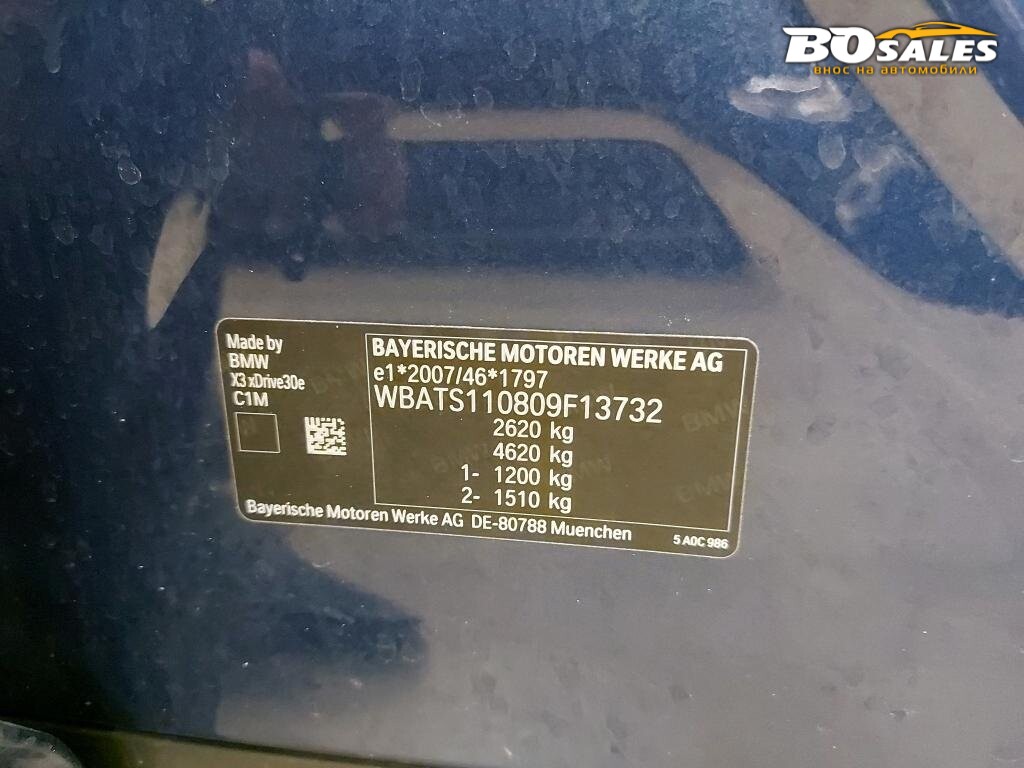 BOSALES
внос на автомобили
Made by
BMW
X3 xDrive30e
C1M
BAYERISCHE MOTOREN WERKE AG
e1*2007/46*1797
WBATS110809F13732
2620 kg
4620 kg
1- 1200 kg
2- 1510 kg
Bayerische Motoren Werke AG DE-80788 Muenchen
5 A0C 986